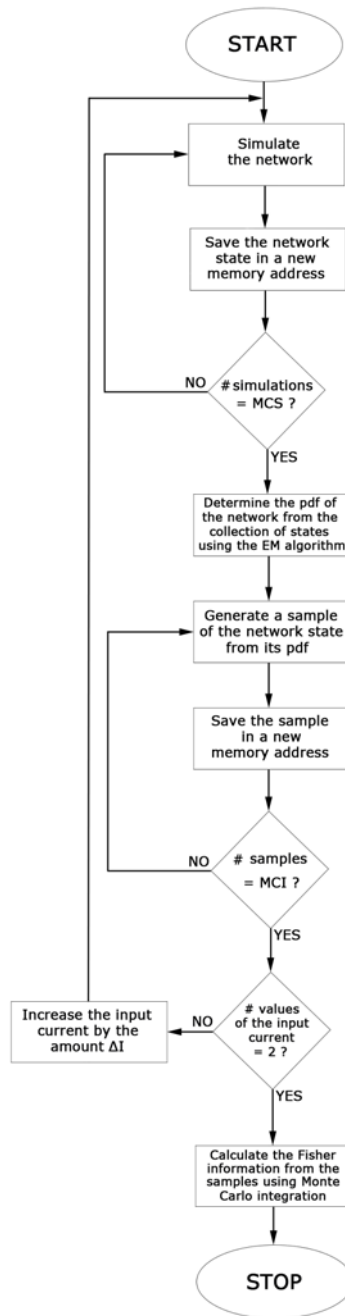 START
Simulate
the network
Save the network
state in a new
memory address
NO
# simulations
= MCS ?
YES
Determine the pdf of
the network from the
collection of states
using the EM algorithm
Generate a sample
of the network state
from its pdf
Save the sample
in a new
memory address
NO
# samples
= MCI ?
YES
Increase the input
current by the
amount ΔI
NO
# values
of the input
current
= 2 ?
YES
Calculate the Fisher
information from the
samples using Monte
Carlo integration
STOP